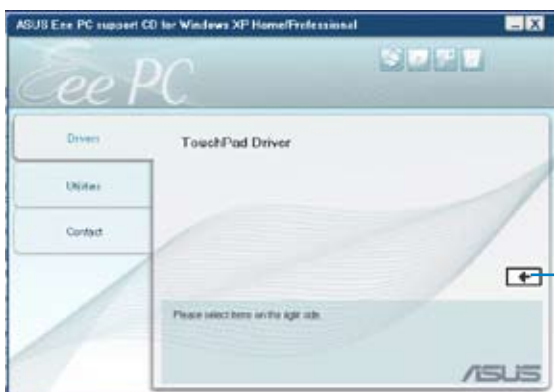 ASUS Eee PC support CD for Windows XP Home/Professional
Eee PC
Drivers
TouchPad Driver
Utilities
Contact
Please select items on the right side.
ASUS